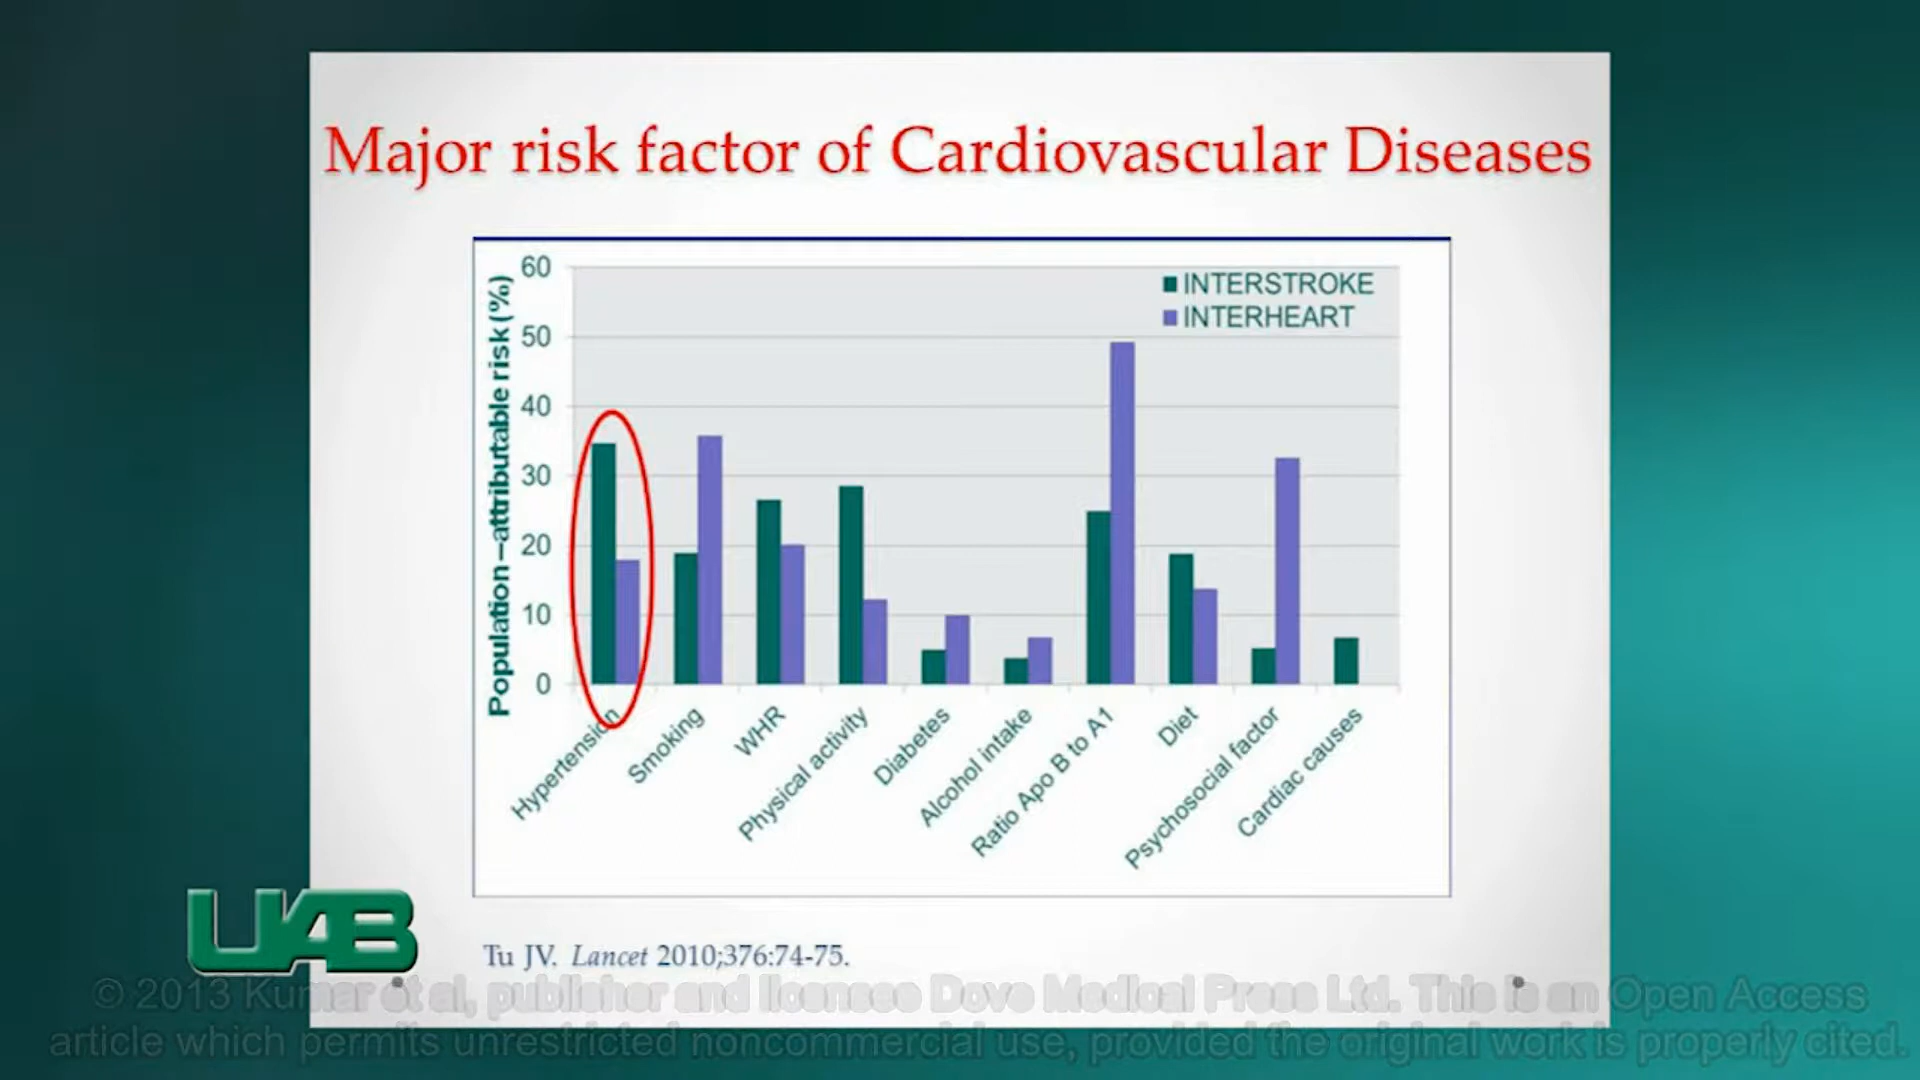 Major risk factor of Cardiovascular Diseases
Population–attributable risk (%)
60
50
40
30
20
10
0
INTERSTROKE
INTERHEART
Hypertension
Smoking
WHR
Physical activity
Diabetes
Alcohol intake
Ratio Apo B to A1
Diet
Psychosocial factor
Cardiac causes
UAB
Tu JV. Lancet 2010;376:74-75.
© 2013 Kumar et al, publisher and licensee Dove Medical Press Ltd. This is an Open Access
article which permits unrestricted noncommercial use, provided the original work is properly cited.